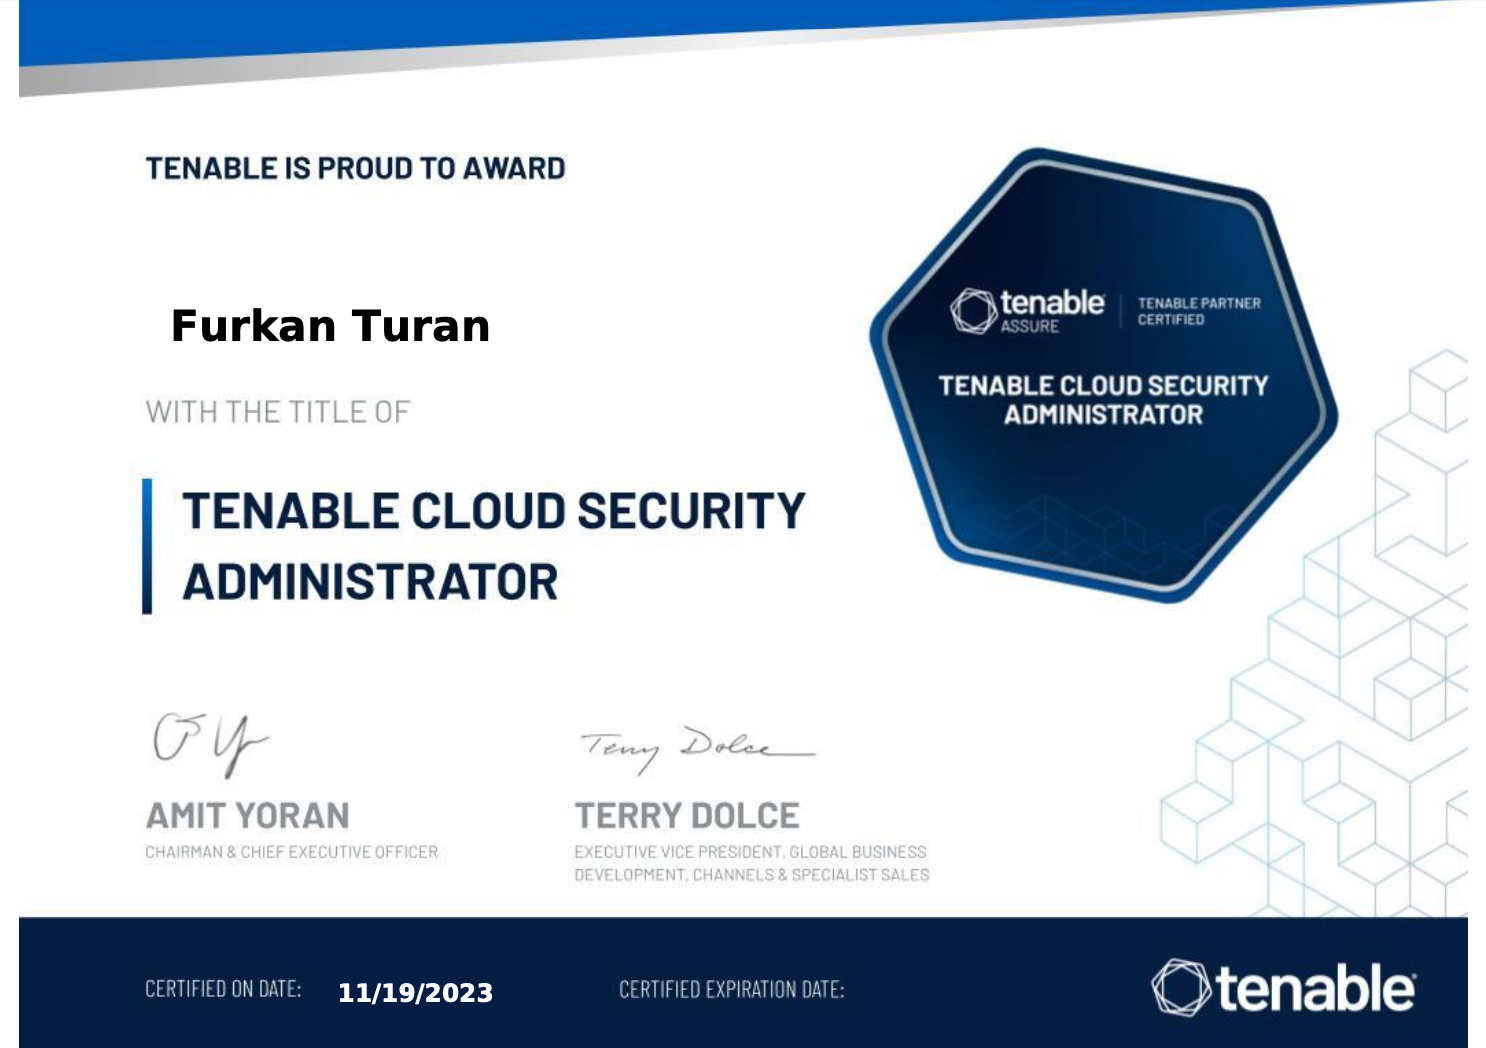 TENABLE IS PROUD TO AWARD
Furkan Turan
WITH THE TITLE OF
TENABLE CLOUD SECURITY
ADMINISTRATOR
tenable
ASSURE
TENABLE PARTNER
CERTIFIED
TENABLE CLOUD SECURITY
ADMINISTRATOR
Terry Dolce
AMIT YORAN
CHAIRMAN & CHIEF EXECUTIVE OFFICER
TERRY DOLCE
EXECUTIVE VICE PRESIDENT, GLOBAL BUSINESS
DEVELOPMENT, CHANNELS & SPECIALIST SALES
CERTIFIED ON DATE: 11/19/2023
CERTIFIED EXPIRATION DATE:
tenable